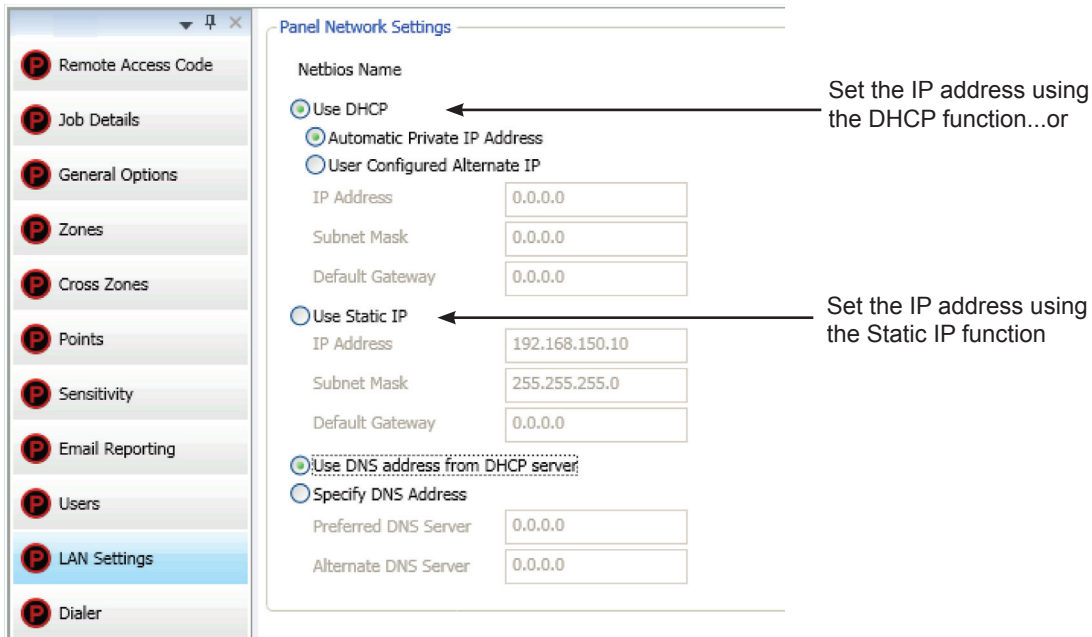 Remote Access Code
Job Details
General Options
Zones
Cross Zones
Points
Sensitivity
Email Reporting
Users
LAN Settings
Dialer
Panel Network Settings
Netbios Name
Use DHCP
Automatic Private IP Address
User Configured Alternate IP
IP Address 0.0.0.0
Subnet Mask 0.0.0.0
Default Gateway 0.0.0.0
Use Static IP
IP Address 192.168.150.10
Subnet Mask 255.255.255.0
Default Gateway 0.0.0.0
Use DNS address from DHCP server
Specify DNS Address
Preferred DNS Server 0.0.0.0
Alternate DNS Server 0.0.0.0
Set the IP address using
the DHCP function...or
Set the IP address using
the Static IP function